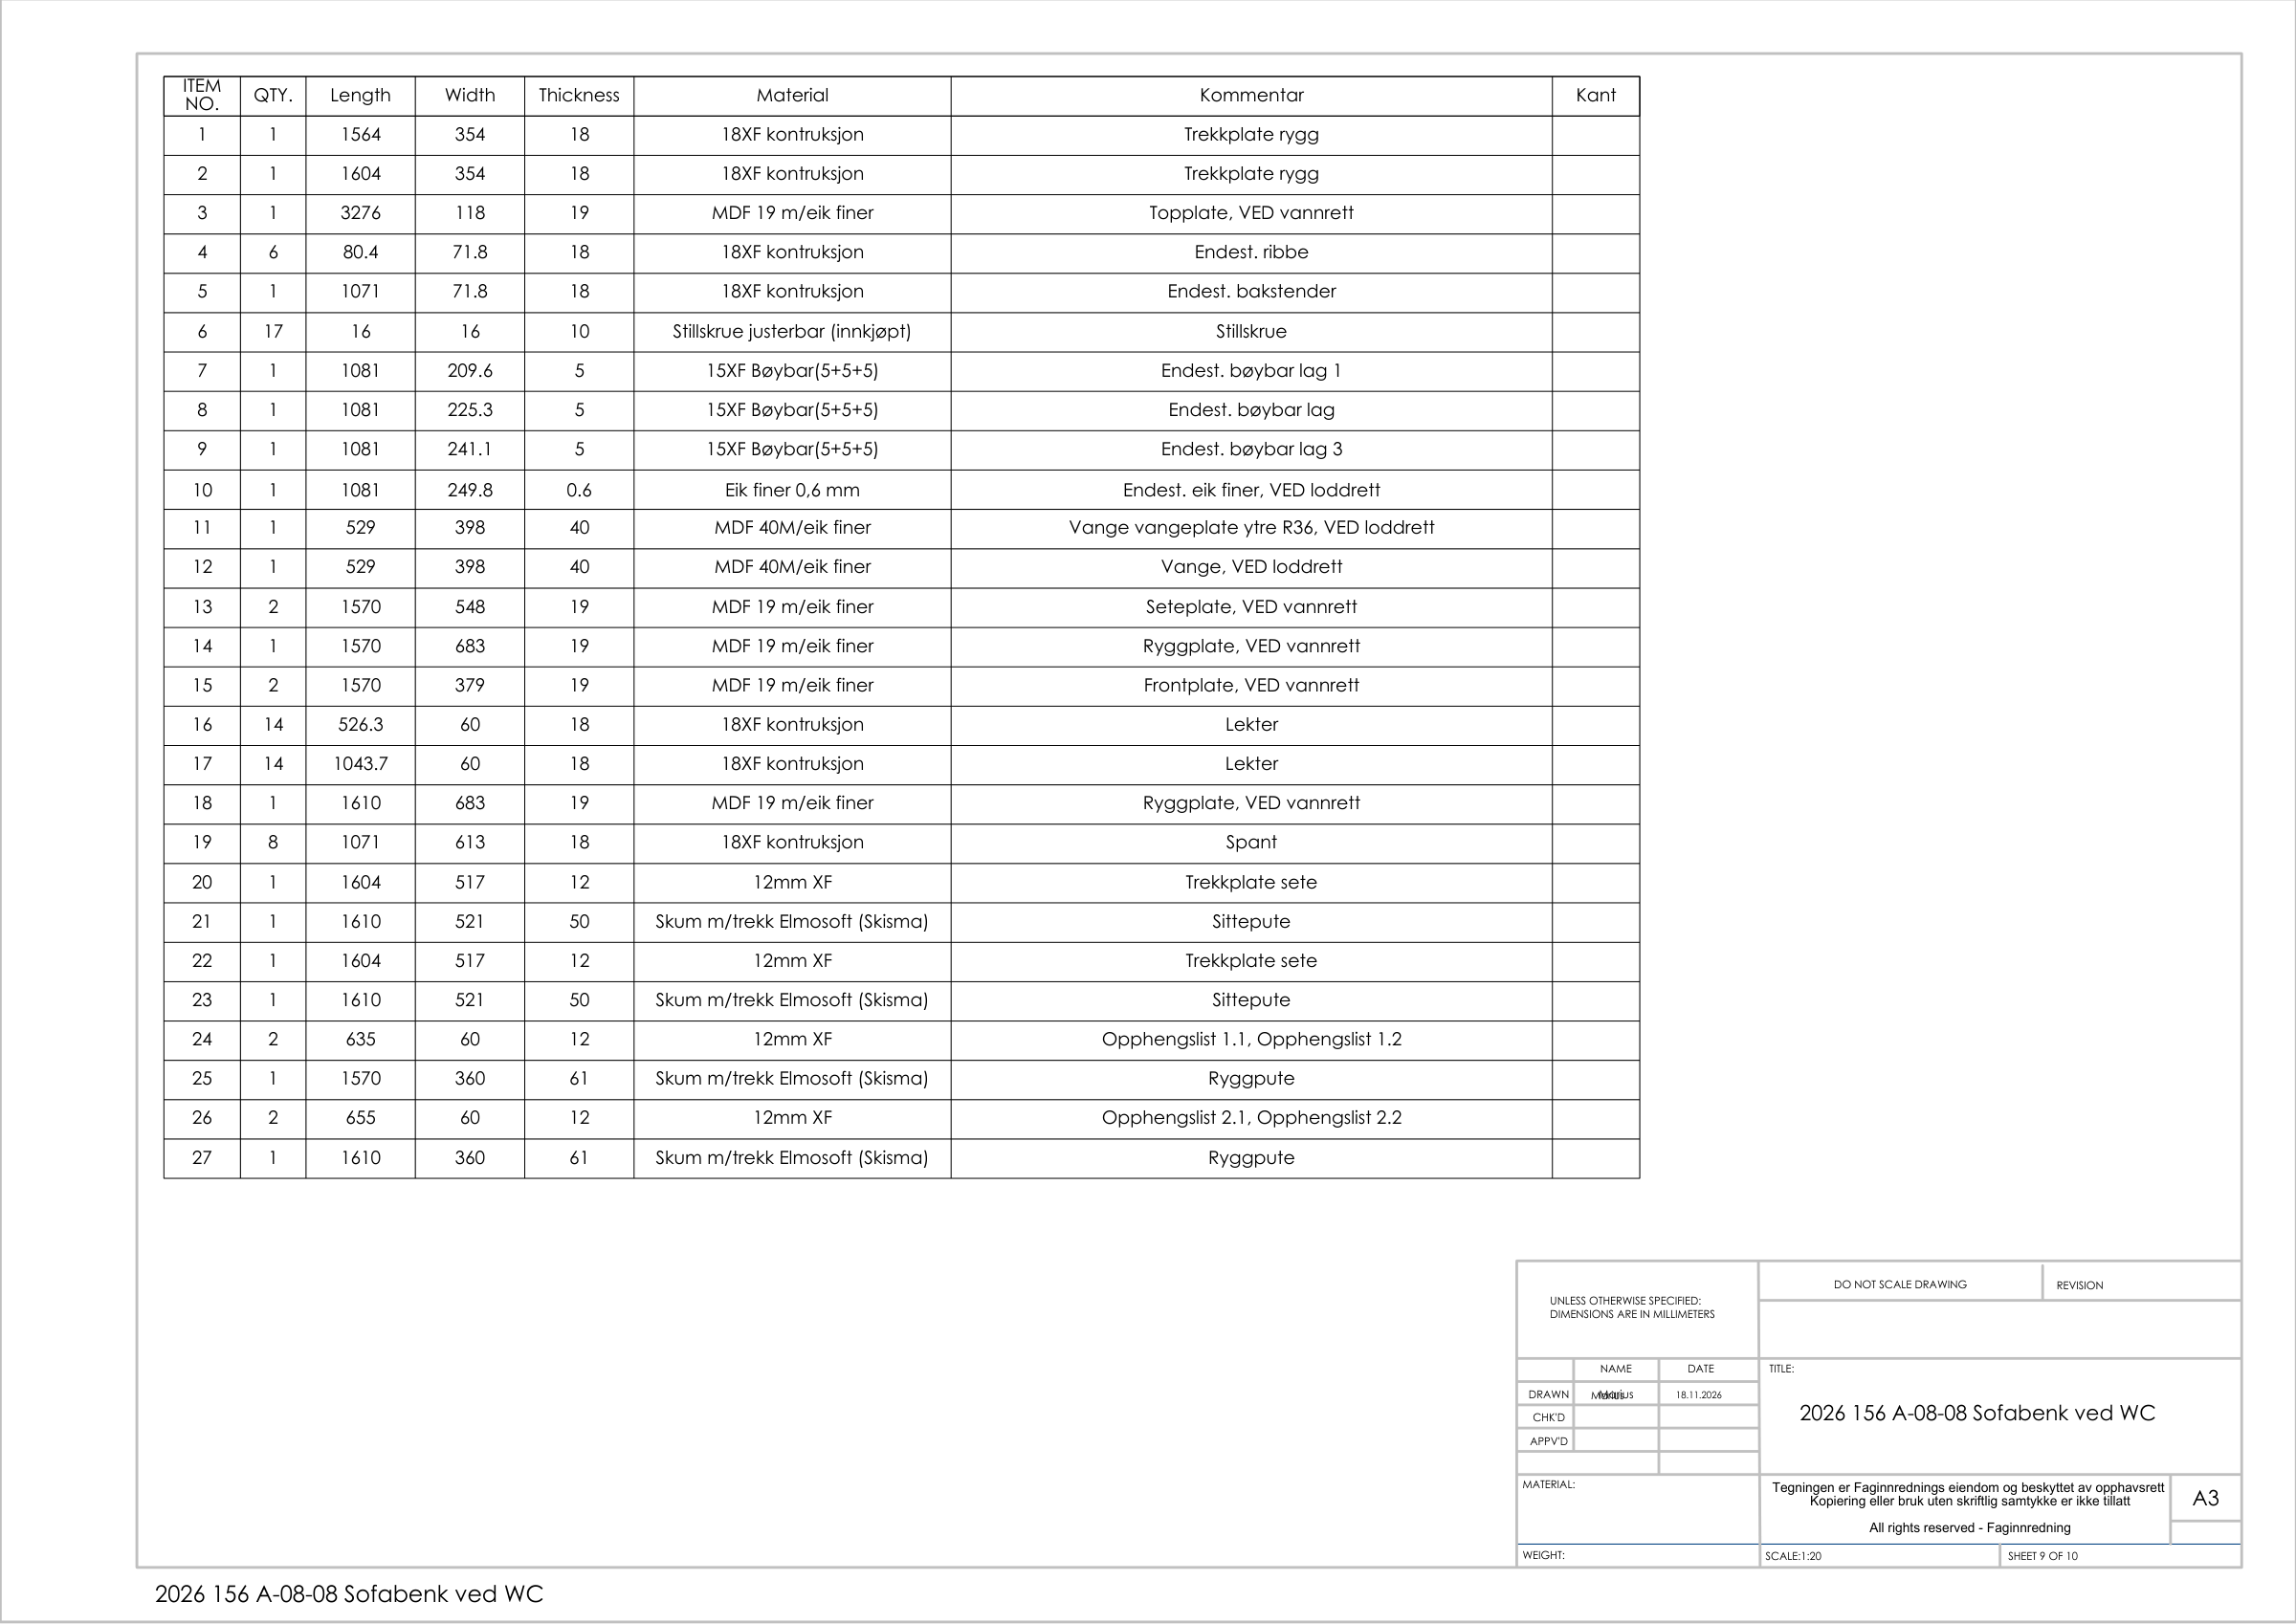 ITEM NO. QTY. Length Width Thickness Material Kommentar Kant
1 1 1564 354 18 18XF kontruksjon Trekkplate rygg
2 1 1604 354 18 18XF kontruksjon Trekkplate rygg
3 1 3276 118 19 MDF 19 m/eik finer Topplate, VED vannrett
4 6 80.4 71.8 18 18XF kontruksjon Endest. ribbe
5 1 1071 71.8 18 18XF kontruksjon Endest. bakstender
6 17 16 16 10 Stillskrue justerbar (innkjøpt) Stillskrue
7 1 1081 209.6 5 15XF Bøybar(5+5+5) Endest. bøybar lag 1
8 1 1081 225.3 5 15XF Bøybar(5+5+5) Endest. bøybar lag
9 1 1081 241.1 5 15XF Bøybar(5+5+5) Endest. bøybar lag 3
10 1 1081 249.8 0.6 Eik finer 0,6 mm Endest. eik finer, VED loddrett
11 1 529 398 40 MDF 40M/eik finer Vange vangeplate ytre R36, VED loddrett
12 1 529 398 40 MDF 40M/eik finer Vange, VED loddrett
13 2 1570 548 19 MDF 19 m/eik finer Seteplate, VED vannrett
14 1 1570 683 19 MDF 19 m/eik finer Ryggplate, VED vannrett
15 2 1570 379 19 MDF 19 m/eik finer Frontplate, VED vannrett
16 14 526.3 60 18 18XF kontruksjon Lekter
17 14 1043.7 60 18 18XF kontruksjon Lekter
18 1 1610 683 19 MDF 19 m/eik finer Ryggplate, VED vannrett
19 8 1071 613 18 18XF kontruksjon Spant
20 1 1604 517 12 12mm XF Trekkplate sete
21 1 1610 521 50 Skum m/trekk Elmosoft (Skisma) Sittepute
22 1 1604 517 12 12mm XF Trekkplate sete
23 1 1610 521 50 Skum m/trekk Elmosoft (Skisma) Sittepute
24 2 635 60 12 12mm XF Opphengslist 1.1, Opphengslist 1.2
25 1 1570 360 61 Skum m/trekk Elmosoft (Skisma) Ryggpute
26 2 655 60 12 12mm XF Opphengslist 2.1, Opphengslist 2.2
27 1 1610 360 61 Skum m/trekk Elmosoft (Skisma) Ryggpute
UNLESS OTHERWISE SPECIFIED:
DIMENSIONS ARE IN MILLIMETERS
DO NOT SCALE DRAWING REVISION
NAME DATE
DRAWN 18.11.2026
CHK'D
APPV'D
TITLE:
2026 156 A-08-08 Sofabenk ved WC
MATERIAL:
Tegningen er Faginnrednings eiendom og beskyttet av opphavsrett
Kopiering eller bruk uten skriftlig samtykke er ikke tillatt
All rights reserved - Faginnredning
A3
WEIGHT:
SCALE:1:20 SHEET 9 OF 10
2026 156 A-08-08 Sofabenk ved WC